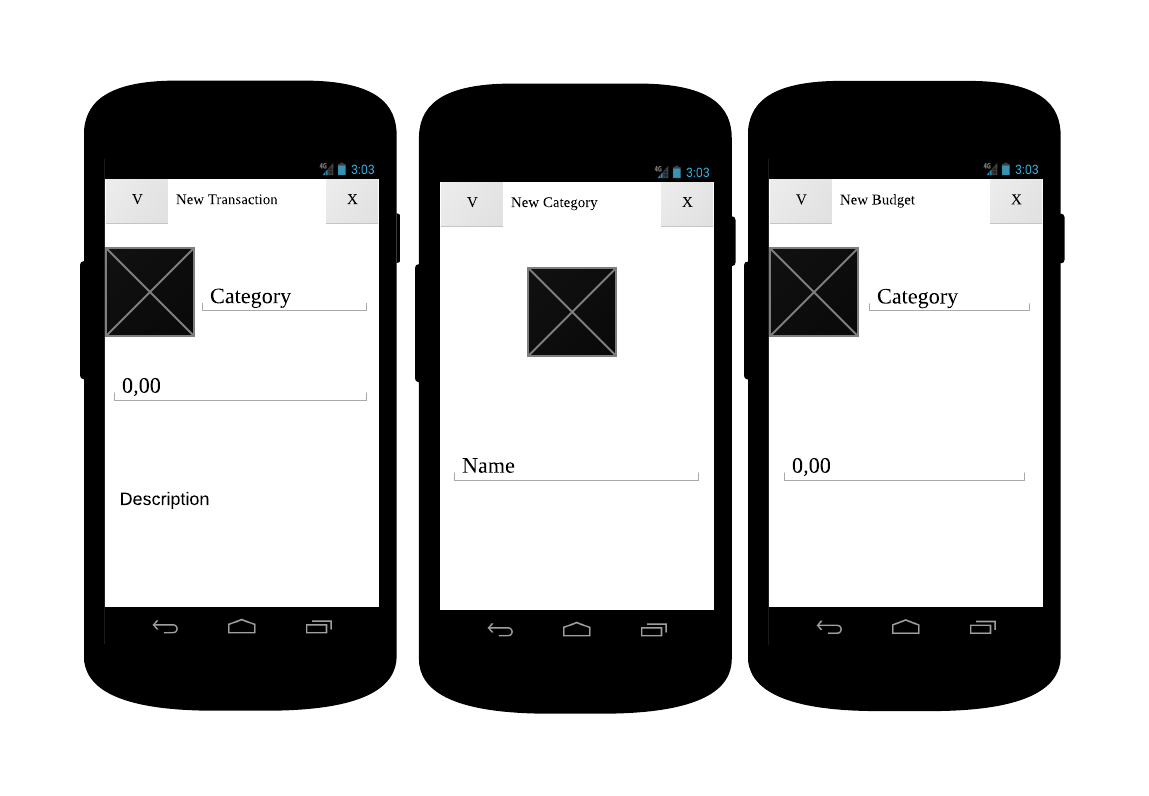 4G 3:03
V New Transaction X
Category
0,00
Description
4G 3:03
V New Category X
Name
4G 3:03
V New Budget X
Category
0,00